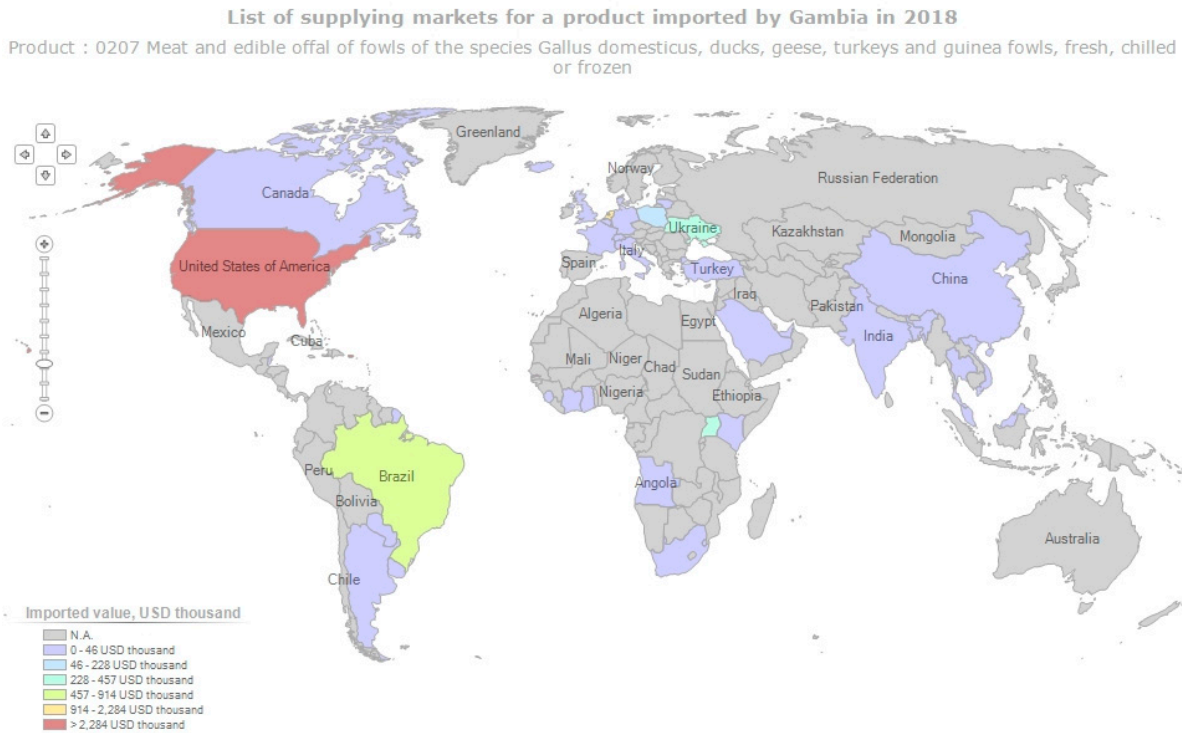 List of supplying markets for a product imported by Gambia in 2018
Product : 0207 Meat and edible offal of fowls of the species Gallus domesticus, ducks, geese, turkeys and guinea fowls, fresh, chilled
or frozen
Greenland
Norway
Russian Federation
Canada
Ukraine
Kazakhstan
Mongolia
Italy
Spain
Turkey
United States of America
China
Iraq
Pakistan
Algeria
Egypt
Mexico
Cuba
India
Mali
Niger
Chad
Sudan
Nigeria
Ethiopia
Peru
Brazil
Bolivia
Angola
Australia
Chile
Imported value, USD thousand
N.A.
0 - 46 USD thousand
46 - 228 USD thousand
228 - 457 USD thousand
457 - 914 USD thousand
914 - 2,284 USD thousand
> 2,284 USD thousand